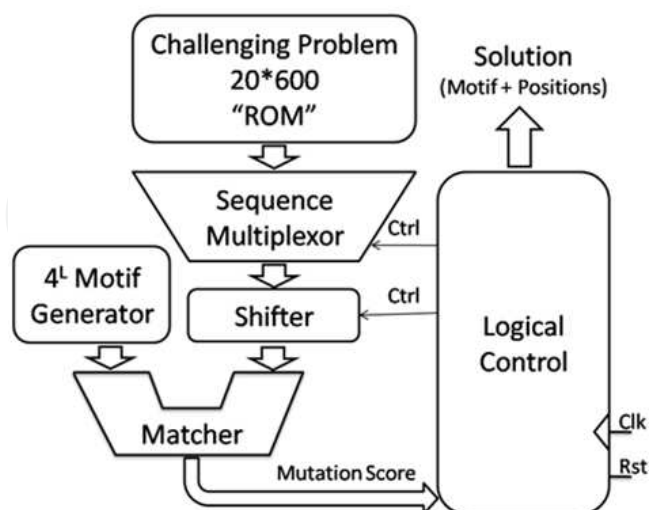 Challenging Problem
20*600
“ROM”
Solution
(Motif + Positions)
Sequence
Multiplexor
Ctrl
4ᴸ Motif
Generator
Shifter
Ctrl
Logical
Control
Matcher
Clk
Rst
Mutation Score